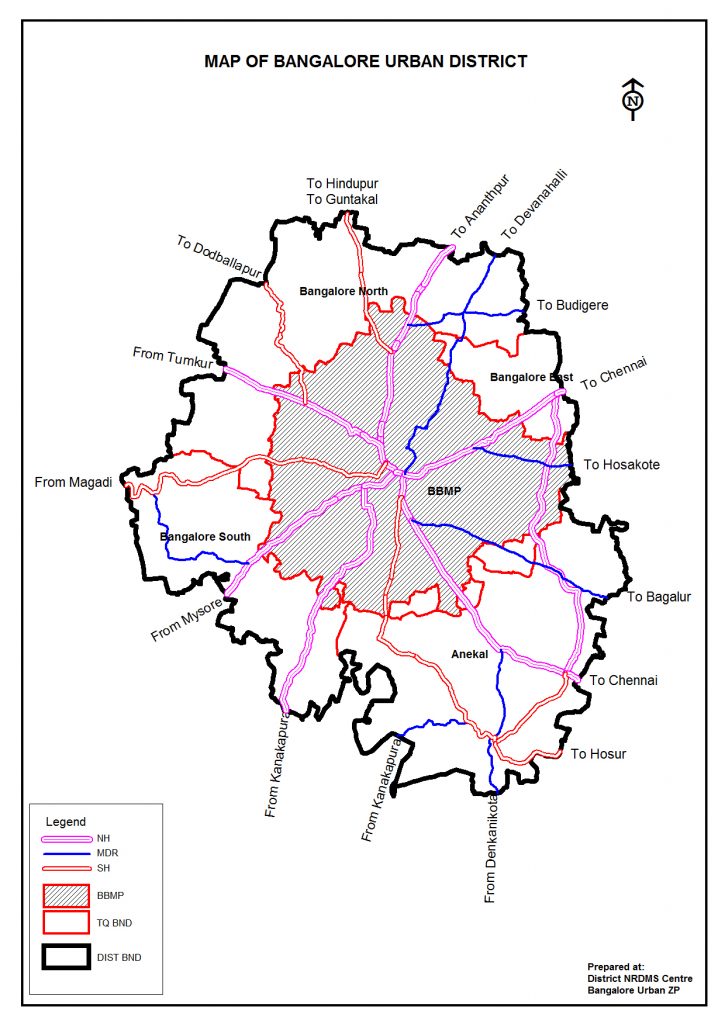 MAP OF BANGALORE URBAN DISTRICT
N
To Hindupur
To Guntakal
To Ananthpur
To Devanahalli
To Dodballapur
Bangalore North
To Budigere
From Tumkur
Bangalore East
To Chennai
From Magadi
To Hosakote
BBMP
Bangalore South
To Bagalur
From Mysore
Anekal
To Chennai
From Kanakapura
From Kanakapura
To Hosur
From Denkanikota
Legend
NH
MDR
SH
BBMP
TQ BND
DIST BND
Prepared at:
District NRDMS Centre
Bangalore Urban ZP